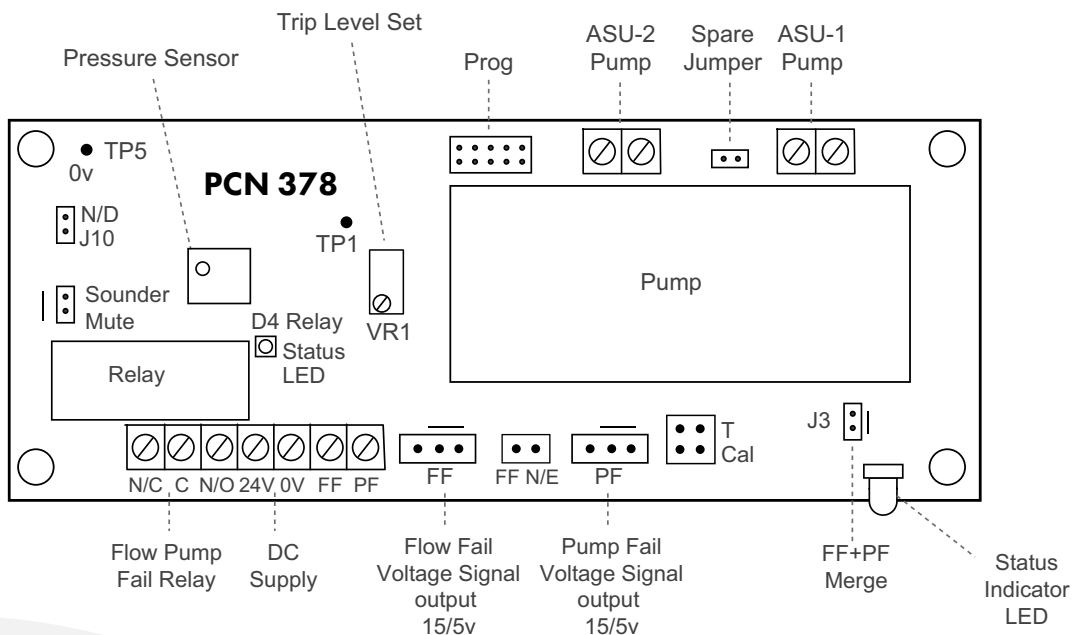 Trip Level Set
Pressure Sensor
Prog
ASU-2
Pump
Spare
Jumper
ASU-1
Pump
TP5
0v
PCN 378
N/D
J10
TP1
Pump
Sounder
Mute
D4 Relay
Status
LED
VR1
Relay
J3
T
Cal
N/C C N/O 24V 0V FF PF
FF
FF N/E
PF
Flow Pump
Fail Relay
DC
Supply
Flow Fail
Voltage Signal
output
15/5v
Pump Fail
Voltage Signal
output
15/5v
FF+PF
Merge
Status
Indicator
LED